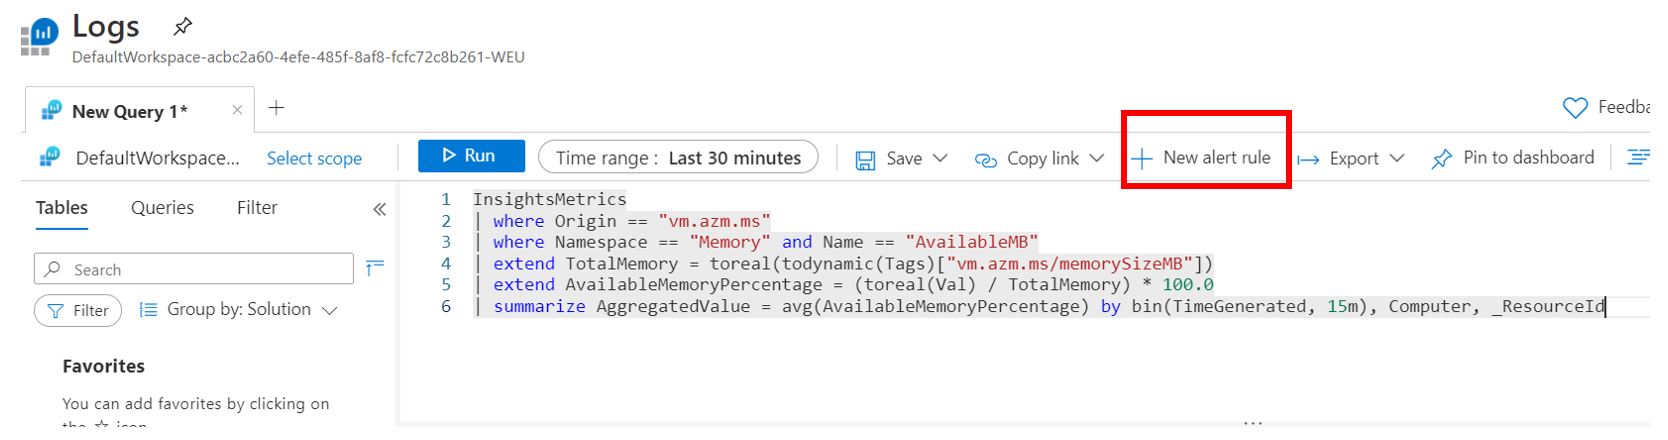 Logs
DefaultWorkspace-acbc2a60-4efe-485f-8af8-fcfc72c8b261-WEU
New Query 1*
Feedba
DefaultWorkspace... Select scope Run Time range : Last 30 minutes Save Copy link New alert rule Export Pin to dashboard
Tables Queries Filter
Search
Filter Group by: Solution
Favorites
You can add favorites by clicking on
the ☆ icon
1 InsightsMetrics
2 | where Origin == "vm.azm.ms"
3 | where Namespace == "Memory" and Name == "AvailableMB"
4 | extend TotalMemory = toreal(todynamic(Tags)["vm.azm.ms/memorySizeMB"])
5 | extend AvailableMemoryPercentage = (toreal(Val) / TotalMemory) * 100.0
6 | summarize AggregatedValue = avg(AvailableMemoryPercentage) by bin(TimeGenerated, 15m), Computer, _ResourceId
...